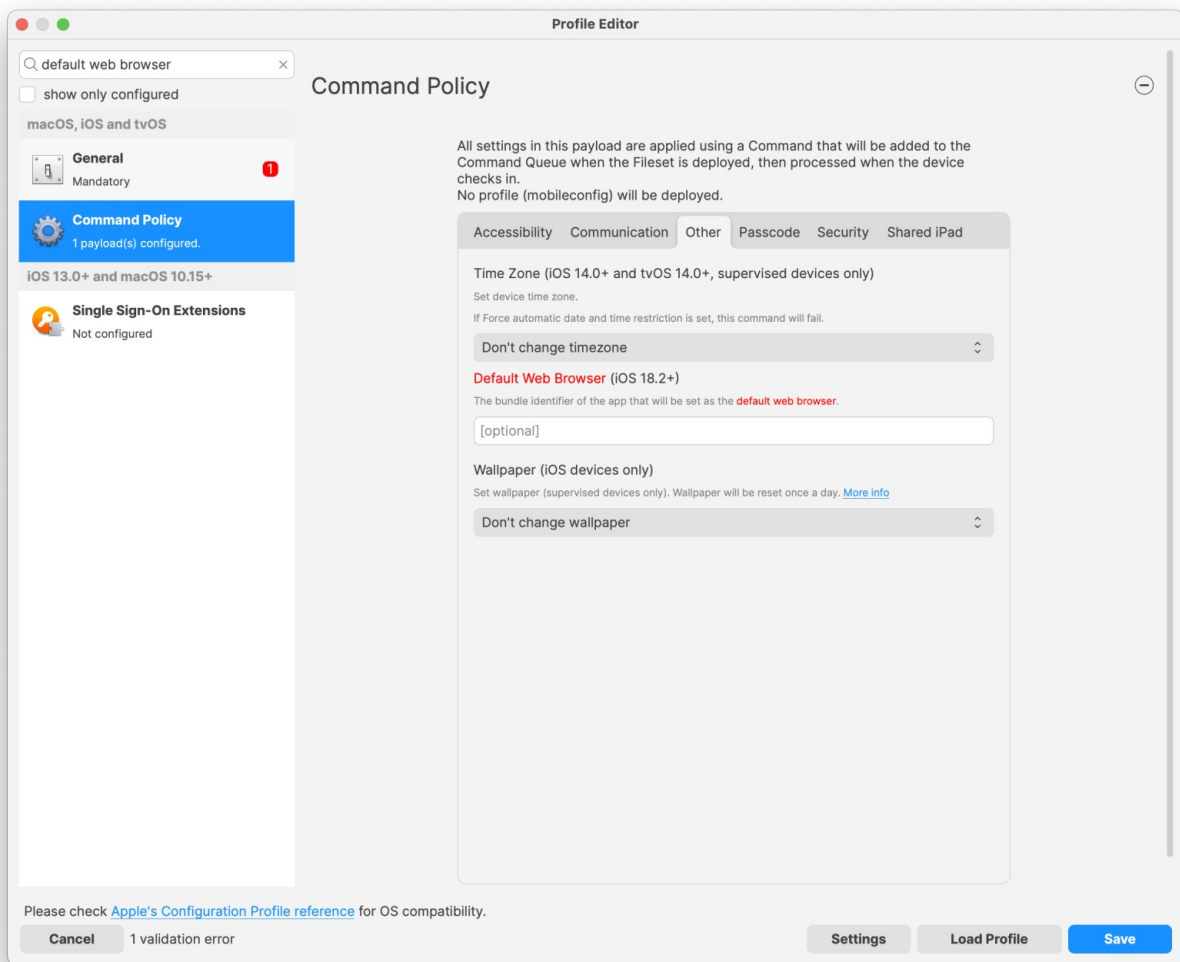 Profile Editor
default web browser
show only configured
macOS, iOS and tvOS
General
Mandatory
1
Command Policy
1 payload(s) configured.
iOS 13.0+ and macOS 10.15+
Single Sign-On Extensions
Not configured
Command Policy
All settings in this payload are applied using a Command that will be added to the
Command Queue when the Fileset is deployed, then processed when the device
checks in.
No profile (mobileconfig) will be deployed.
Accessibility Communication Other Passcode Security Shared iPad
Time Zone (iOS 14.0+ and tvOS 14.0+, supervised devices only)
Set device time zone.
If Force automatic date and time restriction is set, this command will fail.
Don't change timezone
Default Web Browser (iOS 18.2+)
The bundle identifier of the app that will be set as the default web browser.
[optional]
Wallpaper (iOS devices only)
Set wallpaper (supervised devices only). Wallpaper will be reset once a day. More info
Don't change wallpaper
Please check Apple's Configuration Profile reference for OS compatibility.
Cancel 1 validation error Settings Load Profile Save